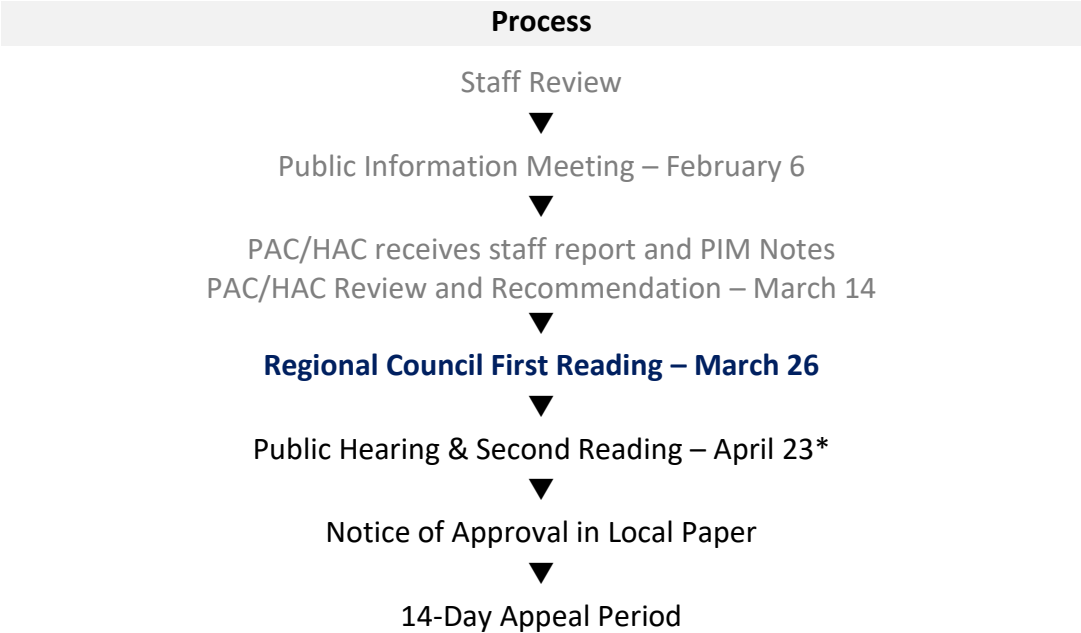 Process
Staff Review
Public Information Meeting – February 6
PAC/HAC receives staff report and PIM Notes
PAC/HAC Review and Recommendation – March 14
Regional Council First Reading – March 26
Public Hearing & Second Reading – April 23*
Notice of Approval in Local Paper
14-Day Appeal Period